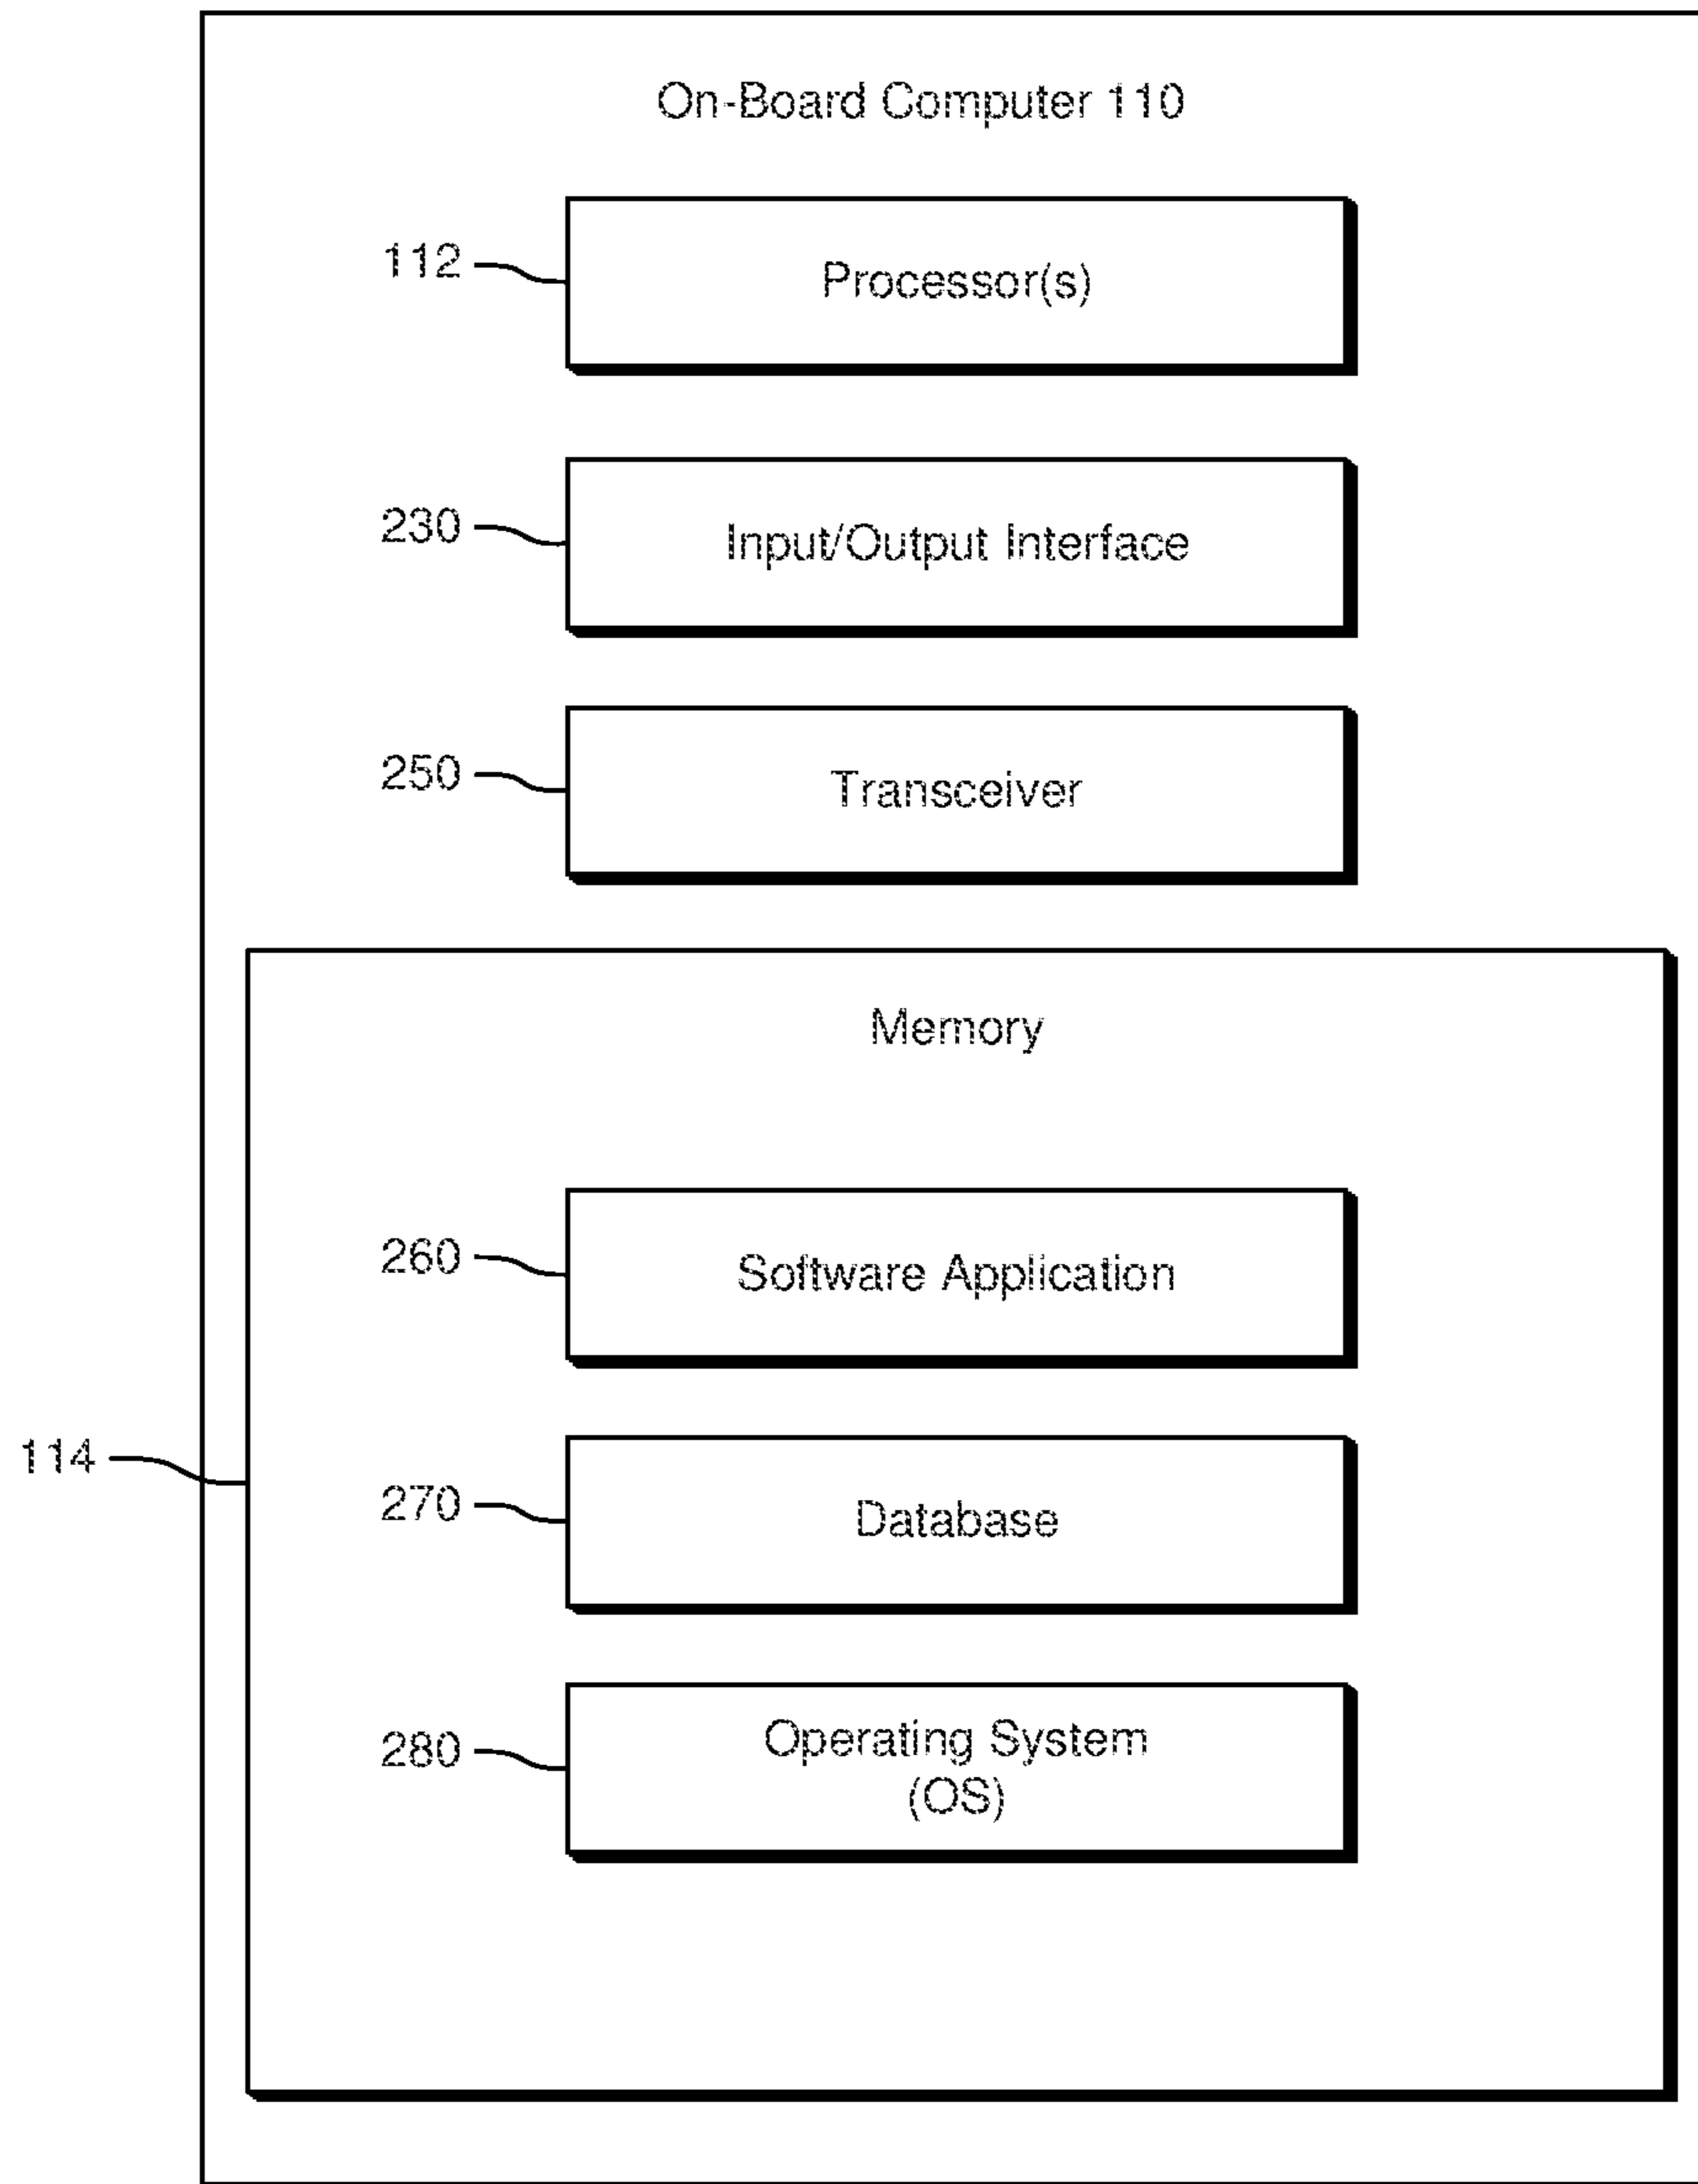 On-Board Computer 110
112
Processor(s)
230
Input/Output Interface
250
Transceiver
Memory
260
Software Application
114
270
Database
280
Operating System
(OS)